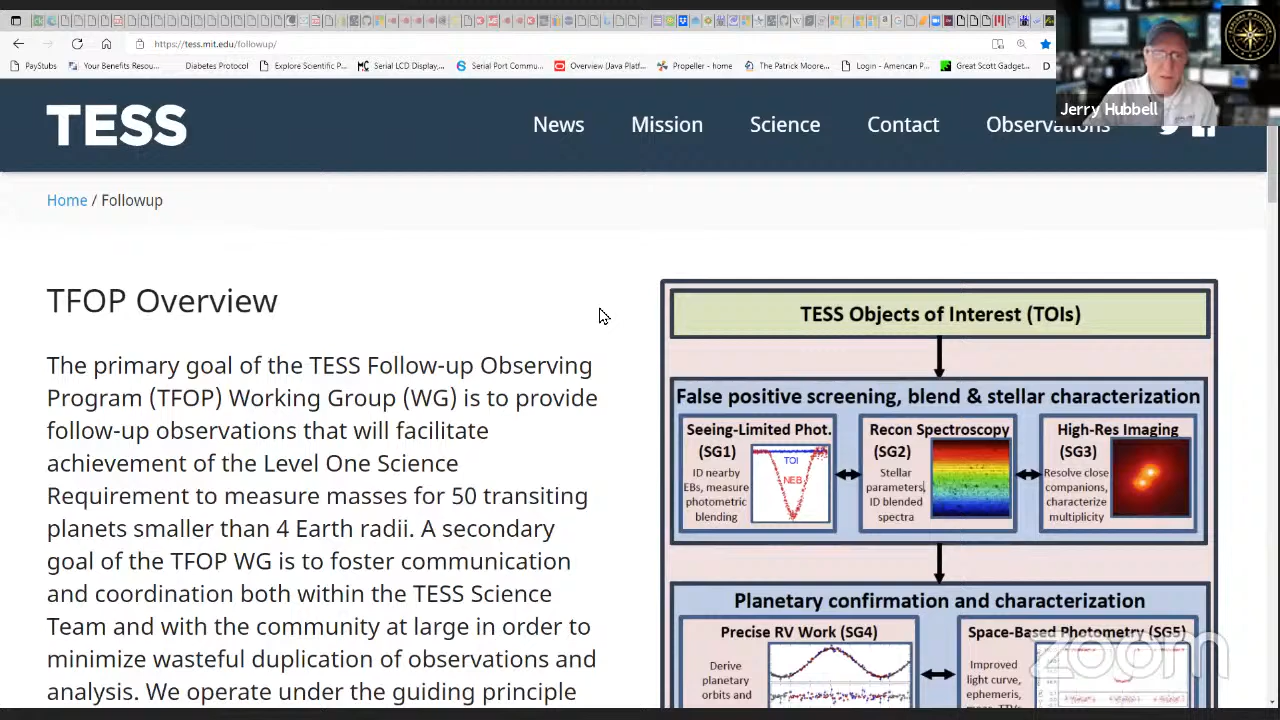 https://tess.mit.edu/followup/
PayStubs
Your Benefits Resou...
Diabetes Protocol
Explore Scientific P...
Serial LCD Display,...
Serial Port Commu...
Overview (Java Platf...
Propeller - home
The Patrick Moore...
Login - American P...
Great Scott Gadget...
D
Jerry Hubbell
TESS
News
Mission
Science
Contact
Observations
Home / Followup
TFOP Overview
The primary goal of the TESS Follow-up Observing
Program (TFOP) Working Group (WG) is to provide
follow-up observations that will facilitate
achievement of the Level One Science
Requirement to measure masses for 50 transiting
planets smaller than 4 Earth radii. A secondary
goal of the TFOP WG is to foster communication
and coordination both within the TESS Science
Team and with the community at large in order to
minimize wasteful duplication of observations and
analysis. We operate under the guiding principle
TESS Objects of Interest (TOIs)
False positive screening, blend & stellar characterization
Seeing-Limited Phot.
(SG1)
ID nearby
EBs, measure
photometric
blending
TOI
NEB
Recon Spectroscopy
(SG2)
Stellar
parameters,
ID blended
spectra
High-Res Imaging
(SG3)
Resolve close
companions,
characterize
multiplicity
Planetary confirmation and characterization
Precise RV Work (SG4)
Derive
planetary
orbits and
Space-Based Photometry (SG5)
Improved
light curve,
ephemeris,
zoom